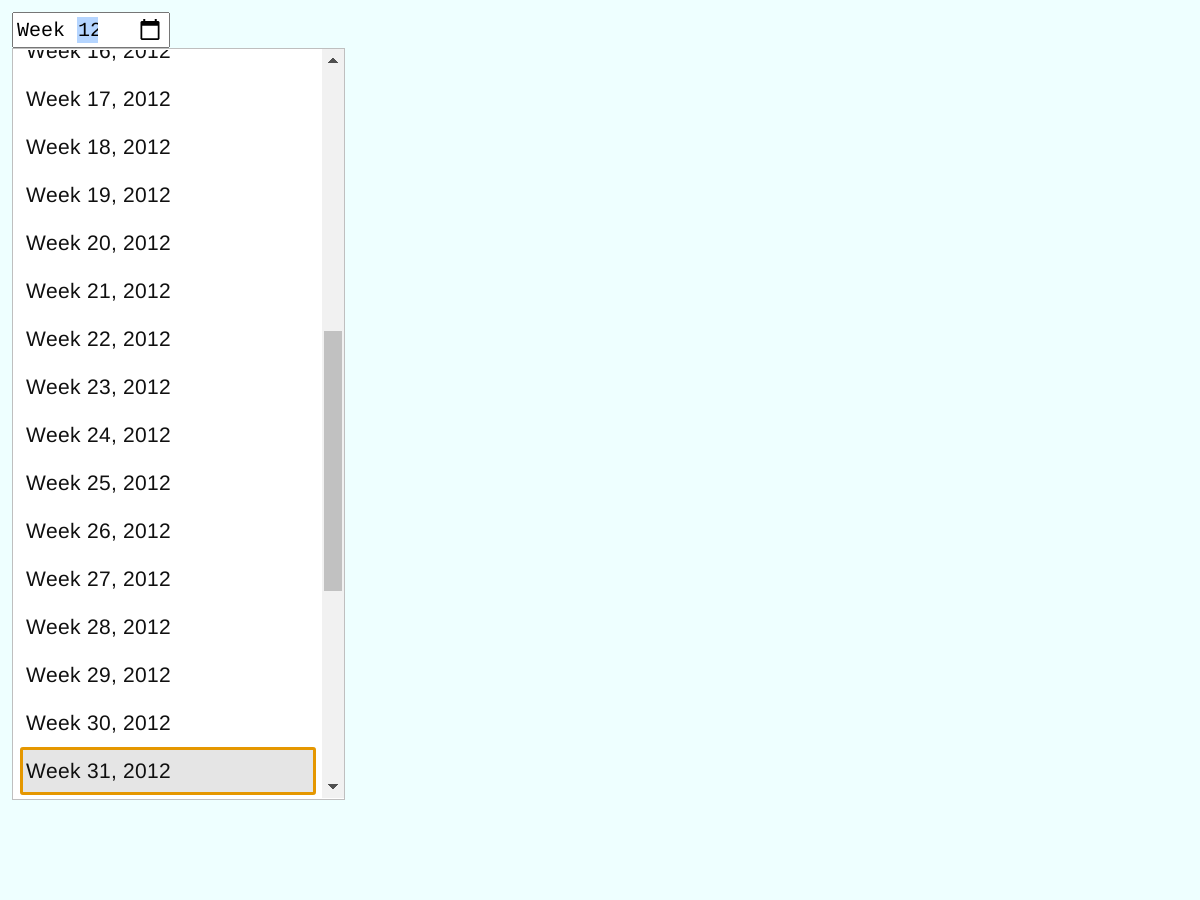 Week 12
Week 16, 2012
Week 17, 2012
Week 18, 2012
Week 19, 2012
Week 20, 2012
Week 21, 2012
Week 22, 2012
Week 23, 2012
Week 24, 2012
Week 25, 2012
Week 26, 2012
Week 27, 2012
Week 28, 2012
Week 29, 2012
Week 30, 2012
Week 31, 2012